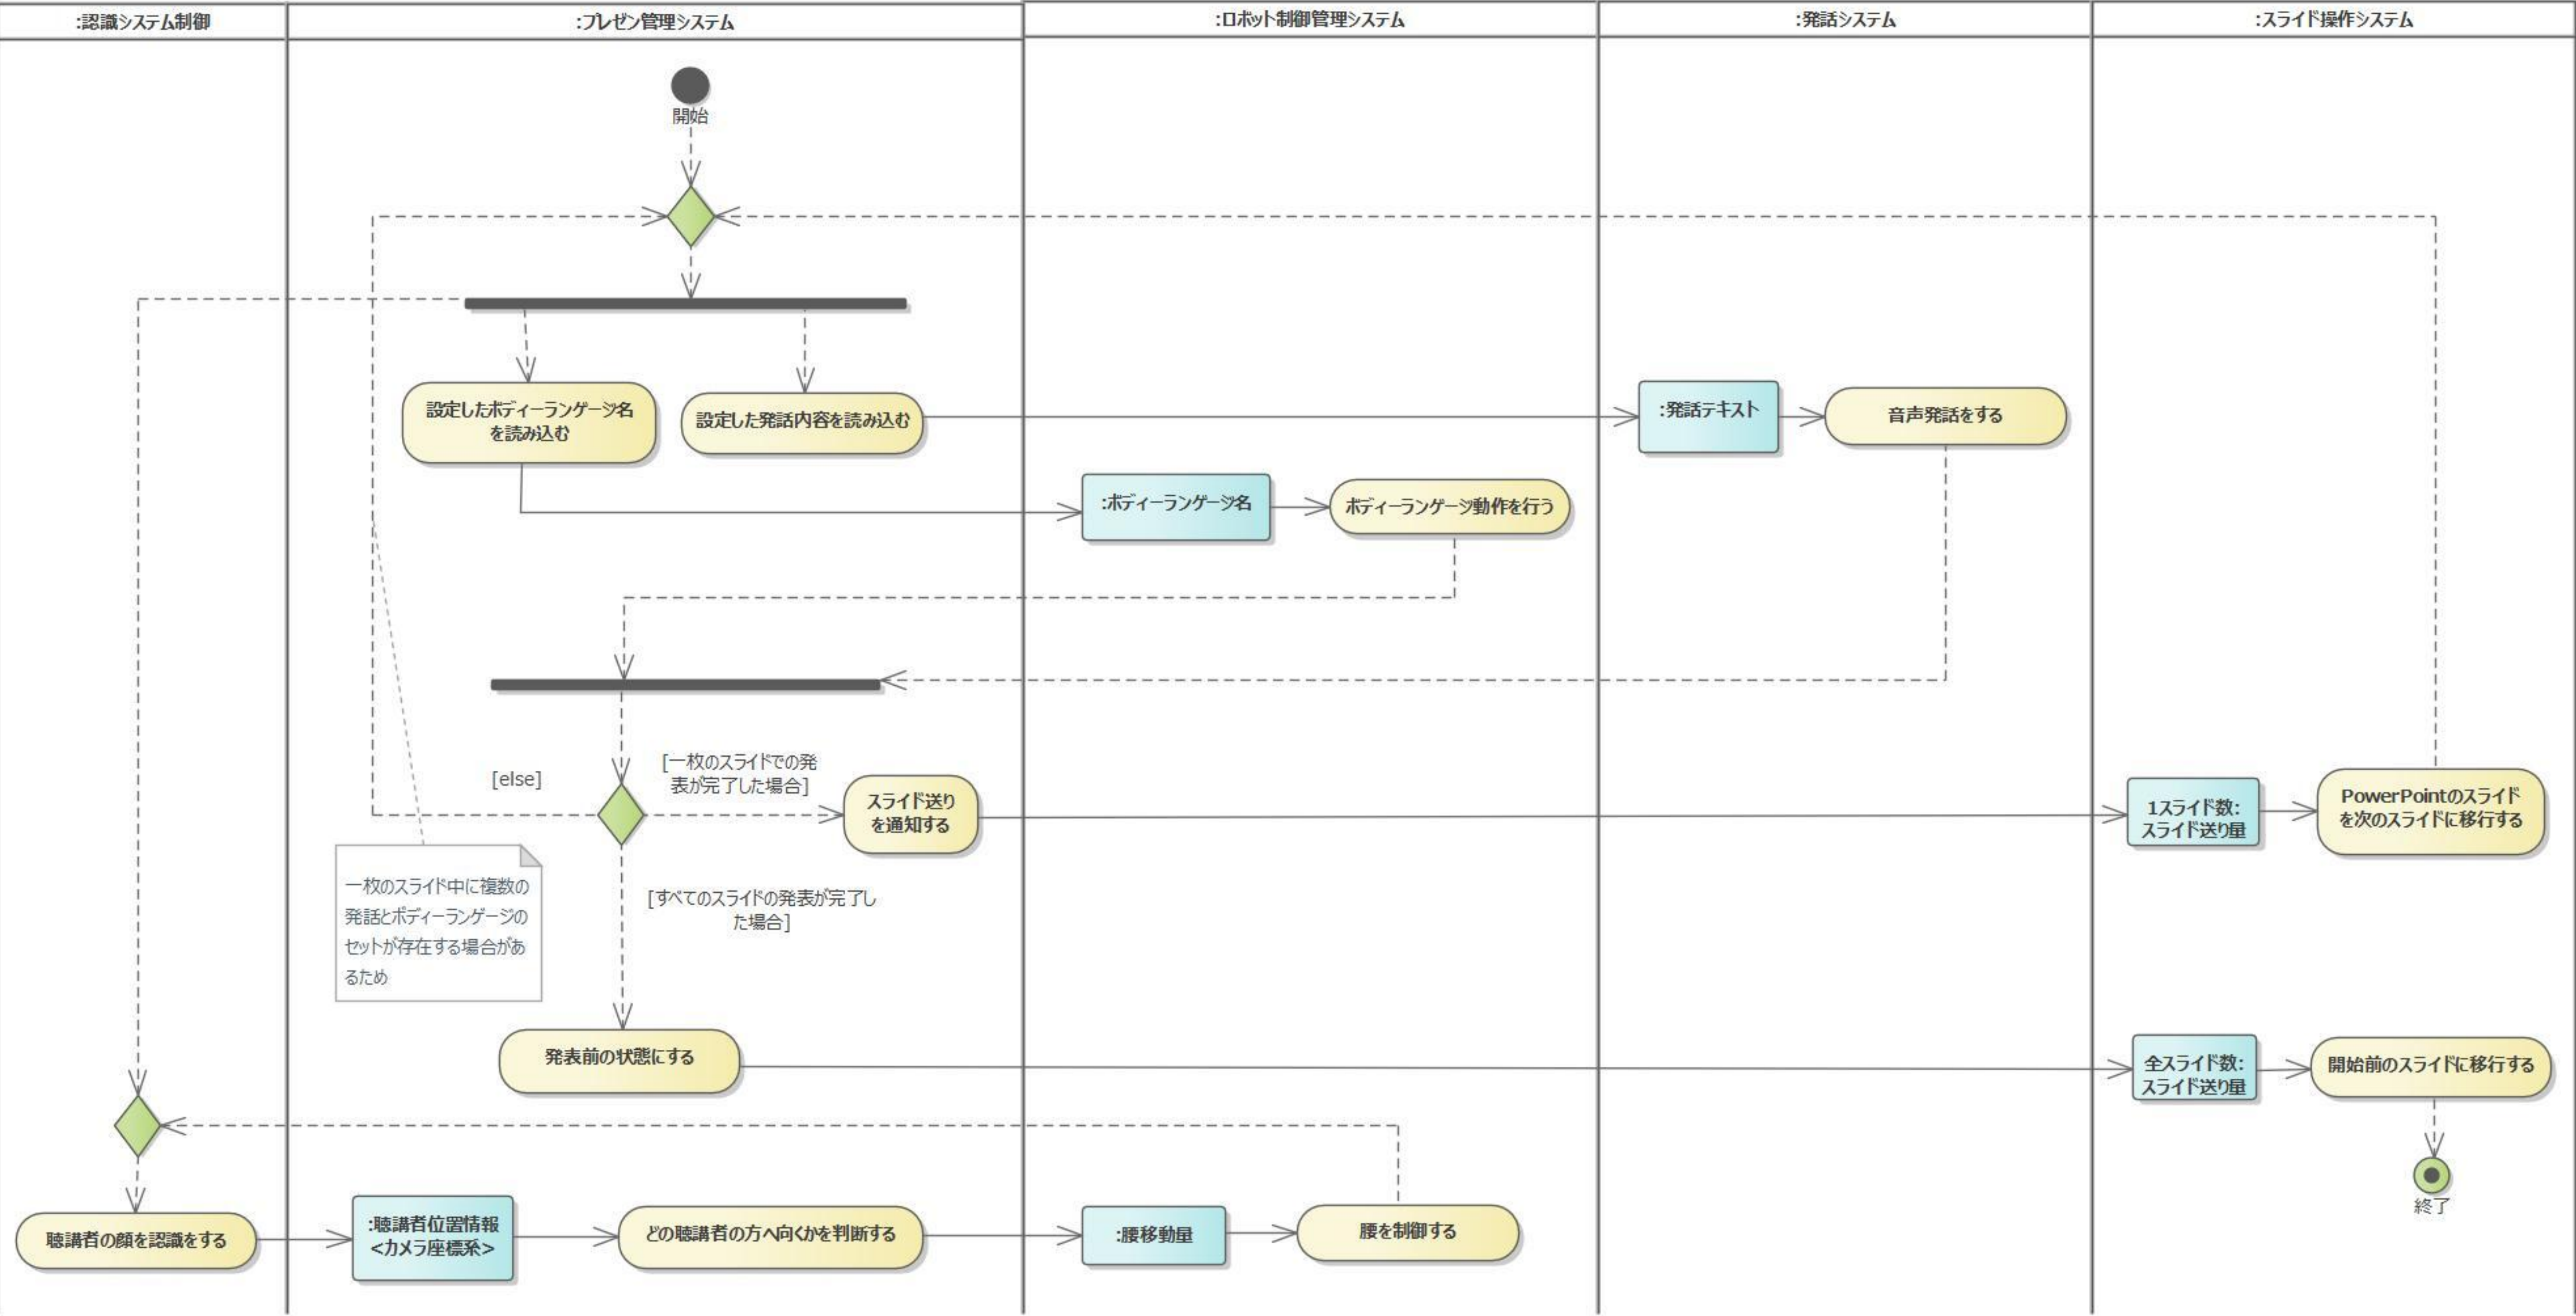 :認識システム制御
:プレゼン管理システム
:ロボット制御管理システム
:発話システム
:スライド操作システム
開始
設定したボディーランゲージ名
を読み込む
設定した発話内容を読み込む
:発話テキスト
音声発話をする
:ボディーランゲージ名
ボディーランゲージ動作を行う
[else]
[一枚のスライドでの発
表が完了した場合]
スライド送り
を通知する
1スライド数:
スライド送り量
PowerPointのスライド
を次のスライドに移行する
一枚のスライド中に複数の
発話とボディーランゲージの
セットが存在する場合があ
るため
[すべてのスライドの発表が完了し
た場合]
発表前の状態にする
全スライド数:
スライド送り量
開始前のスライドに移行する
終了
聴講者の顔を認識をする
:聴講者位置情報
<カメラ座標系>
どの聴講者の方へ向くかを判断する
:腰移動量
腰を制御する